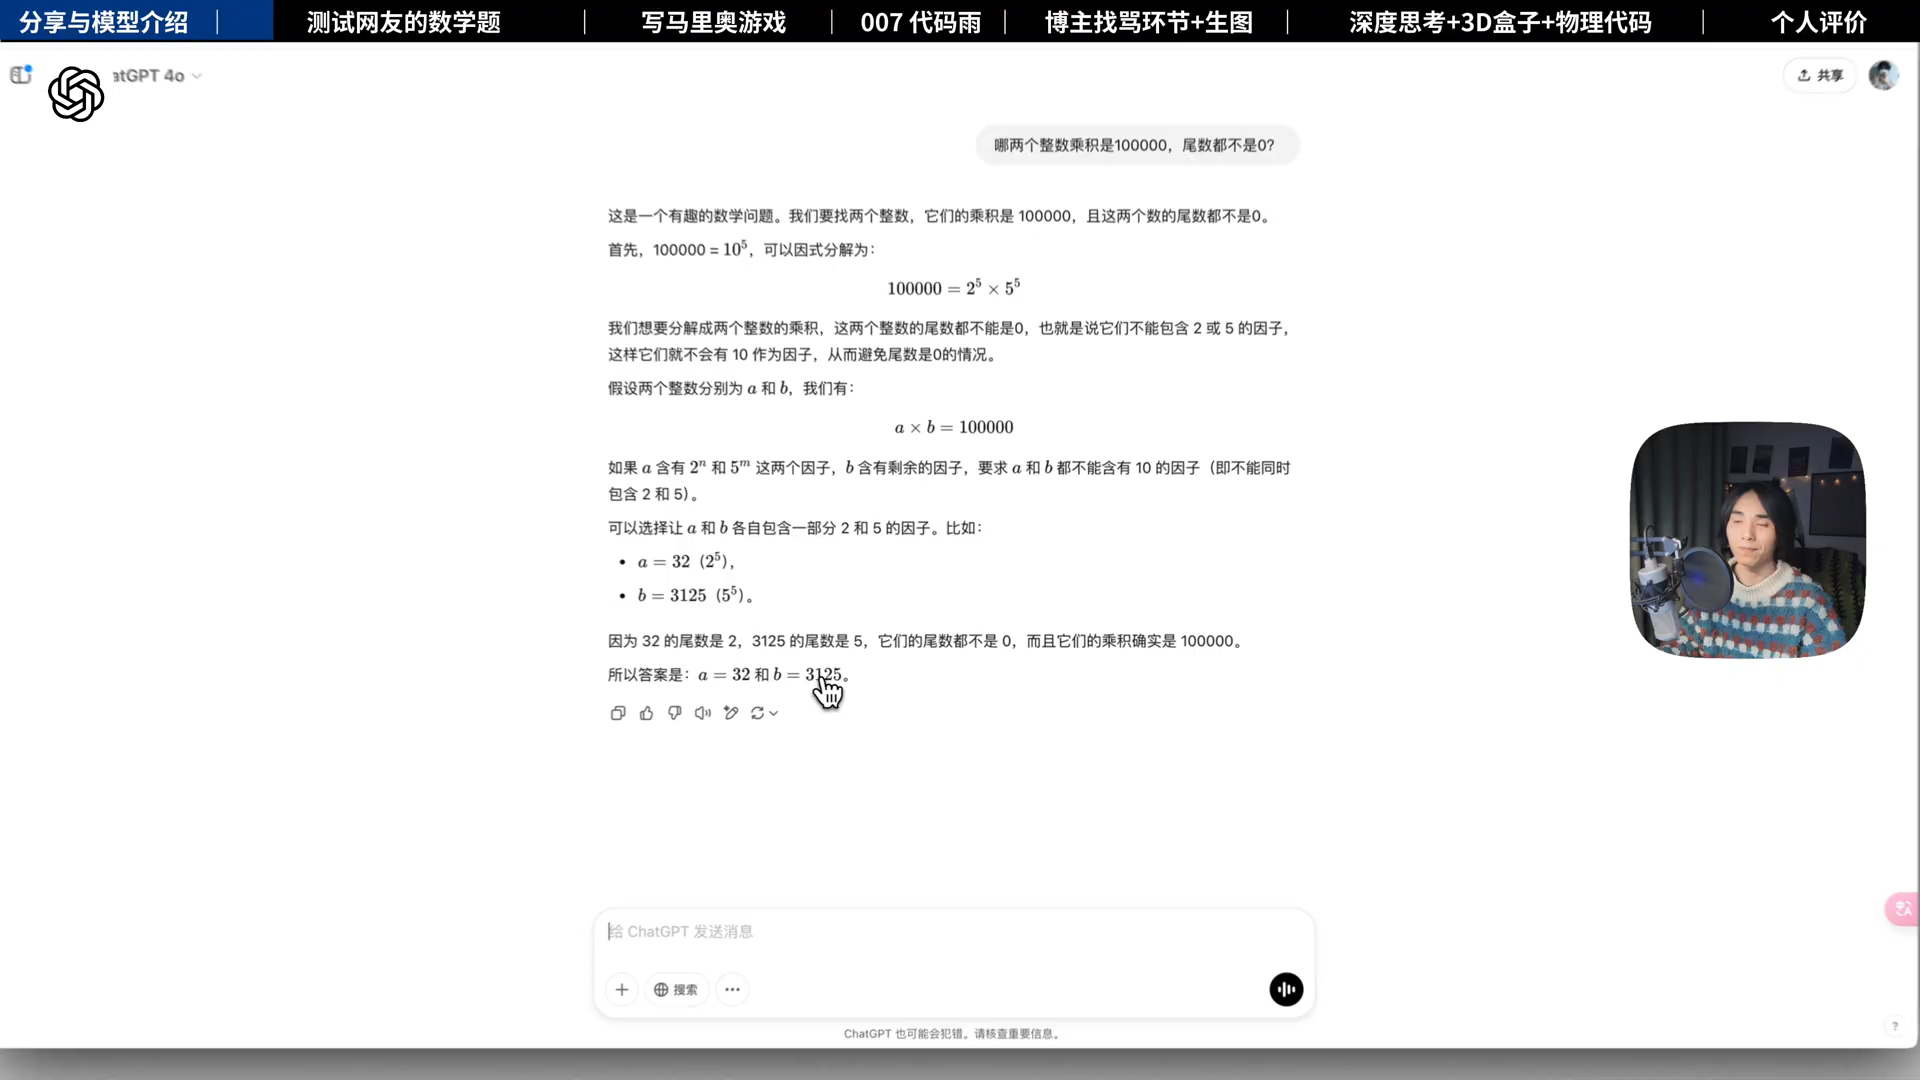 分享与模型介绍 | 测试网友的数学题 | 写马里奥游戏 | 007 代码雨 | 博主找骂环节+生图 | 深度思考+3D盒子+物理代码 | 个人评价
atGPT 4o
共享
哪两个整数乘积是100000，尾数都不是0?
这是一个有趣的数学问题。我们要找两个整数，它们的乘积是 100000，且这两个数的尾数都不是0。
首先，100000 = 10⁵，可以因式分解为：
100000 = 2⁵ × 5⁵
我们想要分解成两个整数的乘积，这两个整数的尾数都不能是0，也就是说它们不能包含 2 或 5 的因子，
这样它们就不会有 10 作为因子，从而避免尾数是0的情况。
假设两个整数分别为 a 和 b，我们有：
a × b = 100000
如果 a 含有 2ⁿ 和 5ᵐ 这两个因子，b 含有剩余的因子，要求 a 和 b 都不能含有 10 的因子（即不能同时
包含 2 和 5）。
可以选择让 a 和 b 各自包含一部分 2 和 5 的因子。比如：
• a = 32（2⁵），
• b = 3125（5⁵）。
因为 32 的尾数是 2，3125 的尾数是 5，它们的尾数都不是 0，而且它们的乘积确实是 100000。
所以答案是：a = 32 和 b = 3125。
给 ChatGPT 发送消息
搜索
ChatGPT 也可能会犯错。请核查重要信息。
?